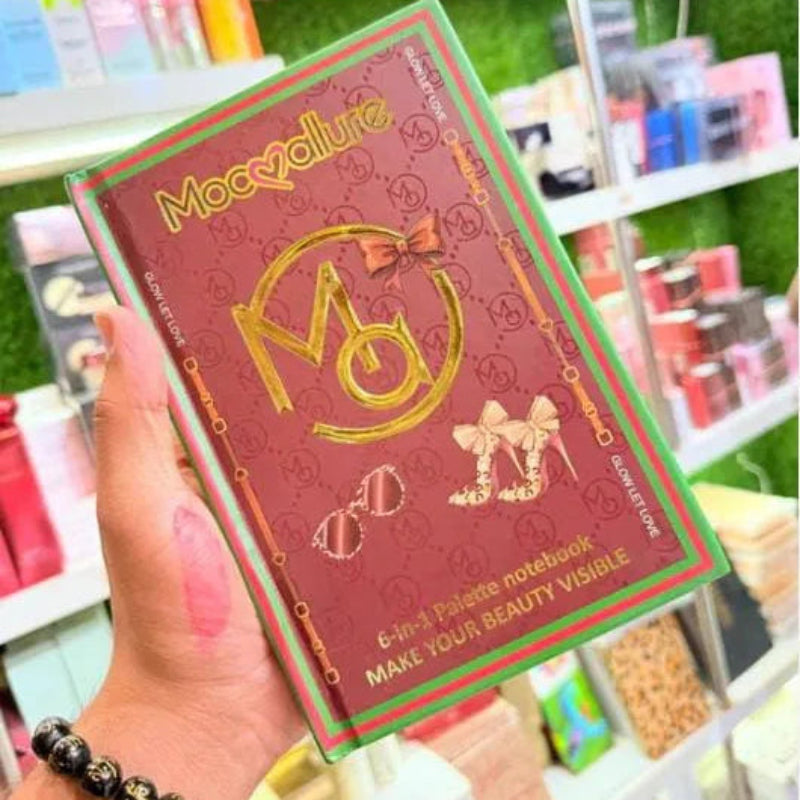 Mocallure
GLOW LET LOVE
Ma
GLOW LET LOVE
GLOW LET LOVE
6-in-1 Palette notebook
MAKE YOUR BEAUTY VISIBLE